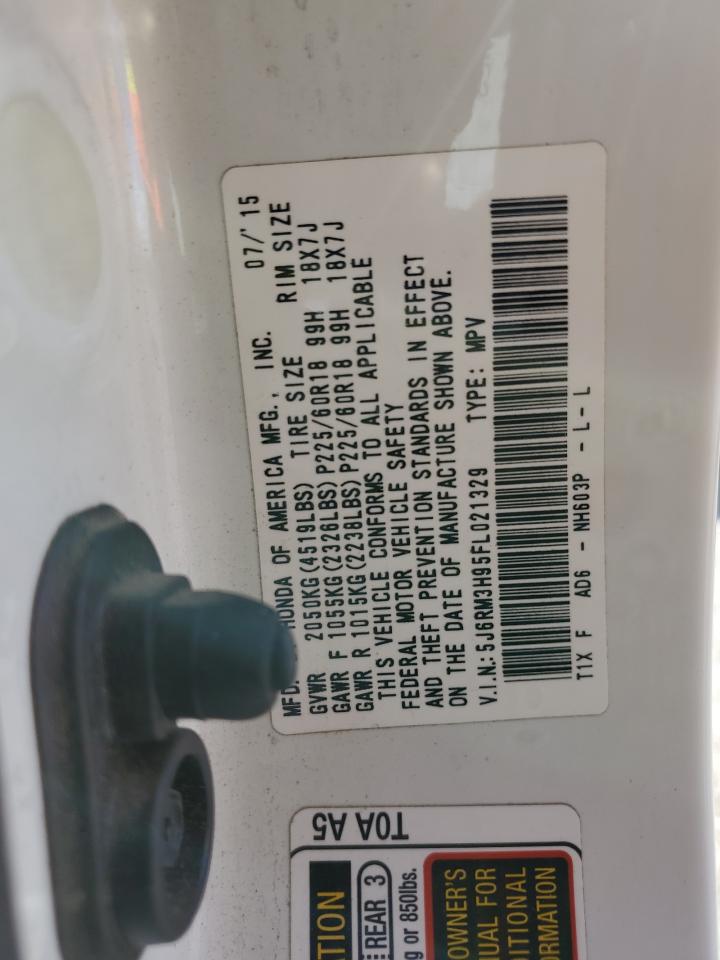 MFD. HONDA OF AMERICA MFG., INC. 07/'15
GVWR 2050KG(4519LBS) TIRE SIZE RIM SIZE
GAWR F 1055KG(2326LBS)P225/60R18 99H 18X7J
GAWR R 1015KG(2238LBS)P225/60R18 99H 18X7J
THIS VEHICLE CONFORMS TO ALL APPLICABLE
FEDERAL MOTOR VEHICLE SAFETY
AND THEFT PREVENTION STANDARDS IN EFFECT
ON THE DATE OF MANUFACTURE SHOWN ABOVE.
V.I.N.:5J6RM3H95FL021329 TYPE: MPV
T1X F AD6 - NH603P - L - L
T0A A5
TION
REAR 3
g or 850lbs.
OWNER'S
UAL FOR
DITIONAL
ORMATION